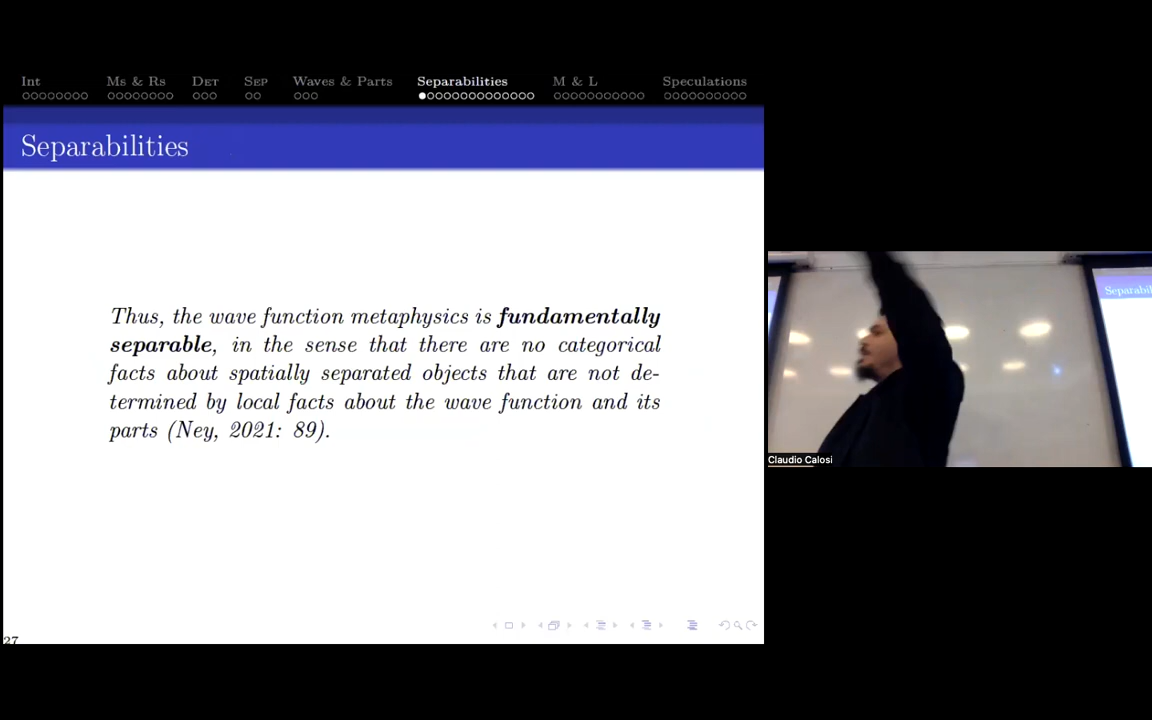 Int Ms & Rs Det Sep Waves & Parts Separabilities M & L Speculations
Separabilities
Thus, the wave function metaphysics is fundamentally
separable, in the sense that there are no categorical
facts about spatially separated objects that are not de-
termined by local facts about the wave function and its
parts (Ney, 2021: 89).
27
Separabil
Claudio Calosi